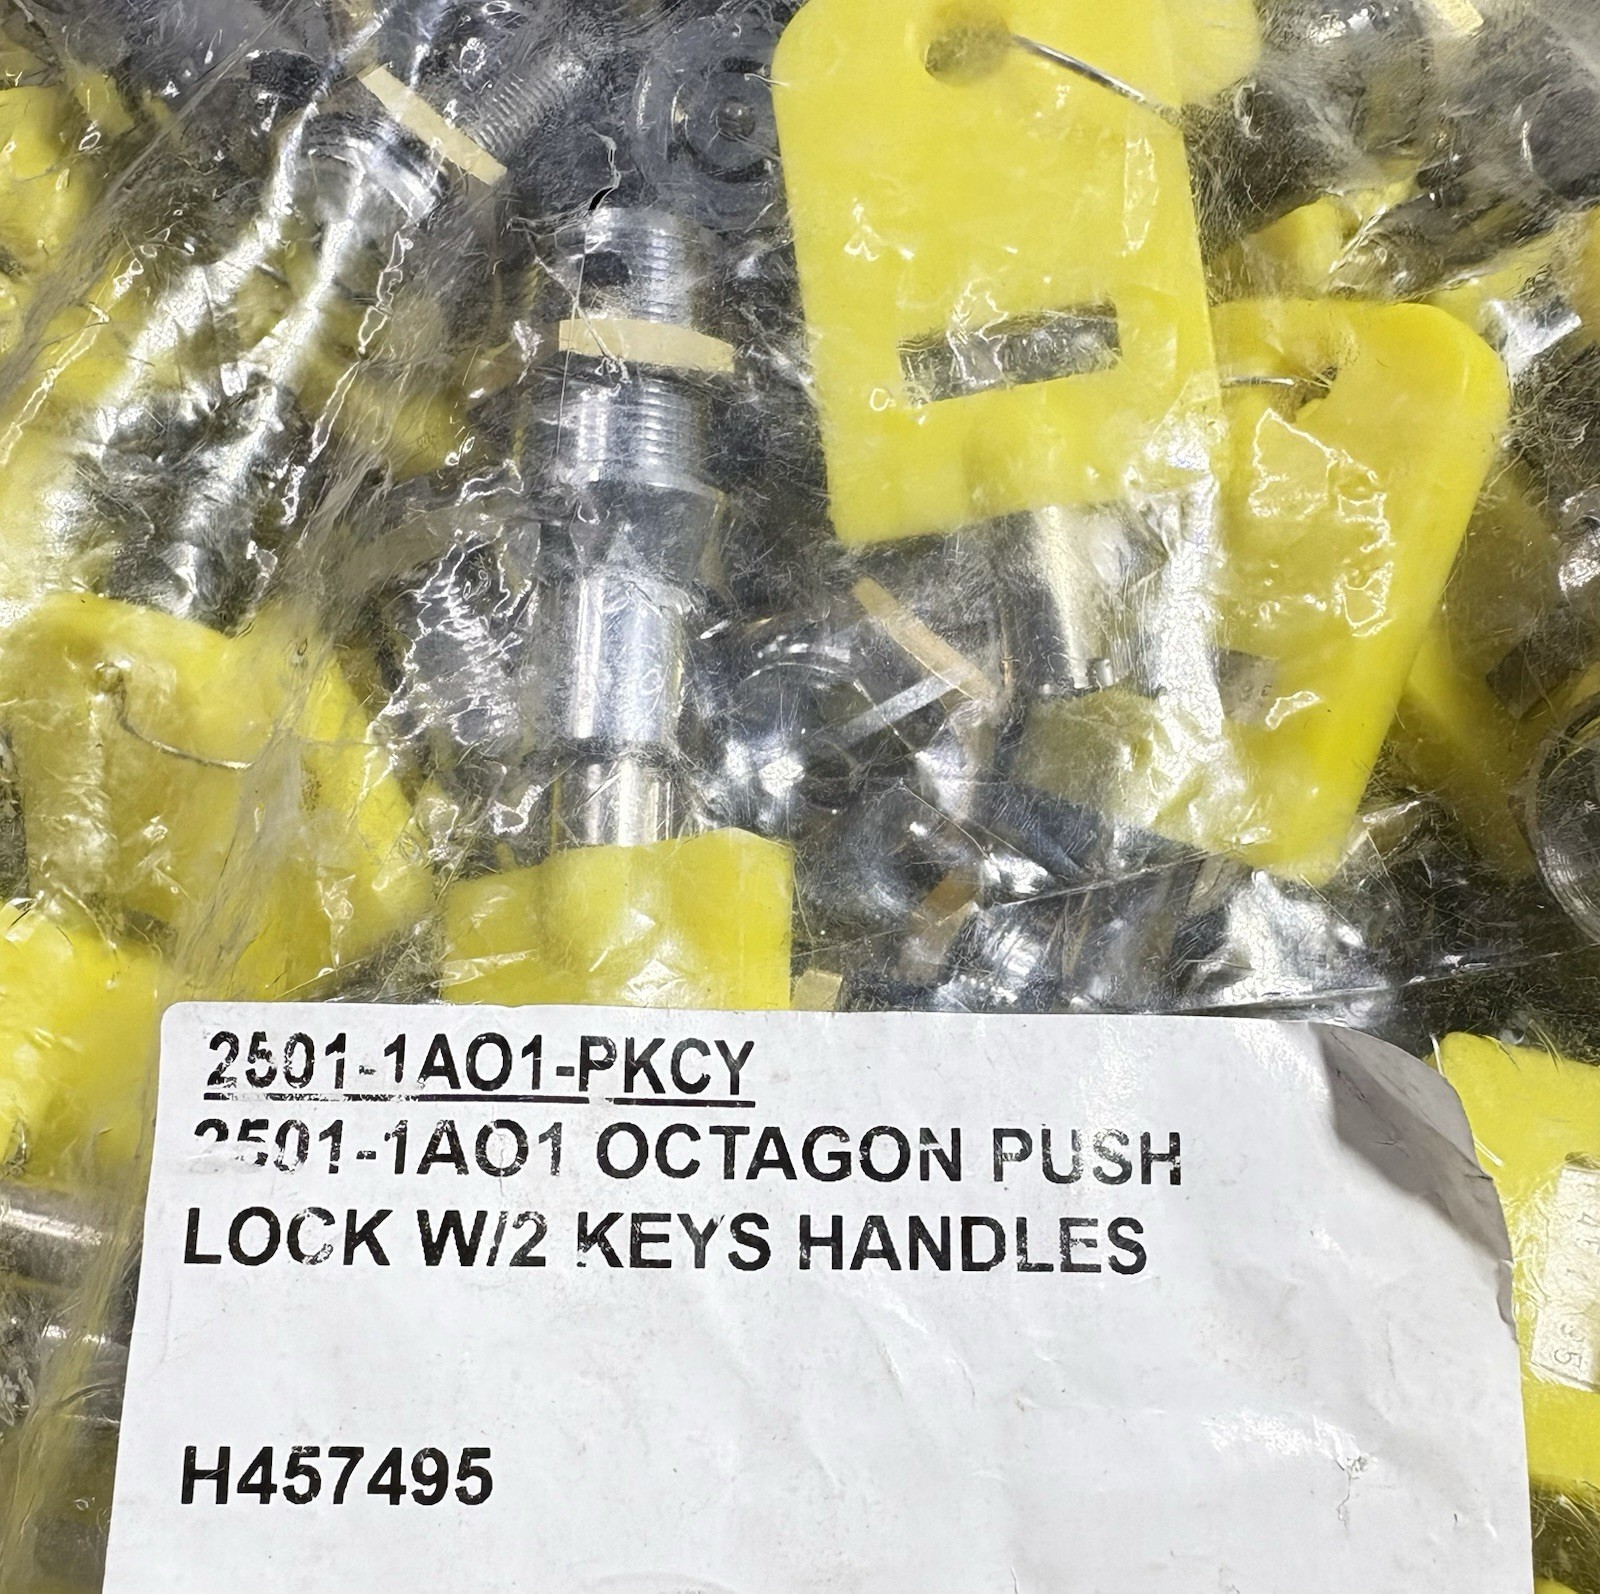 2501-1AO1-PKCY
2501-1AO1 OCTAGON PUSH
LOCK W/2 KEYS HANDLES
H457495